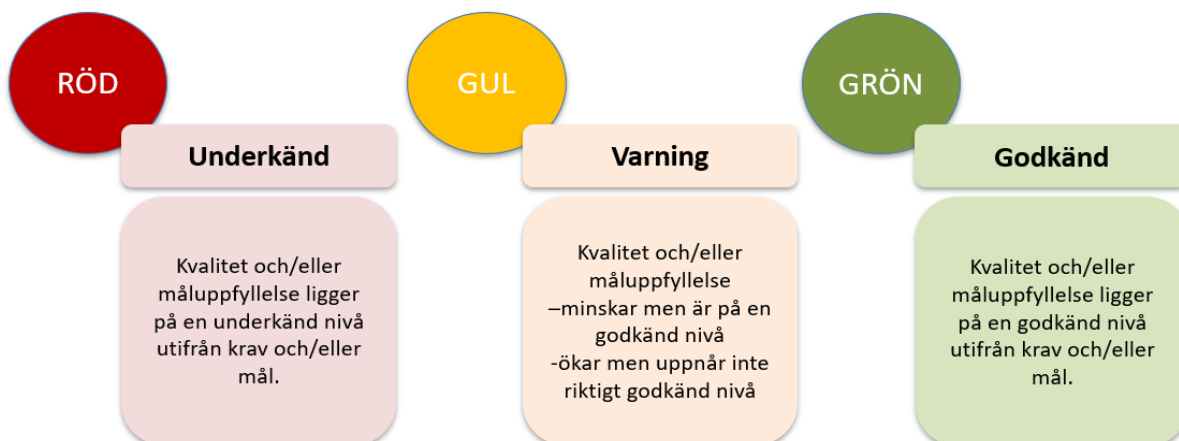 RÖD
Underkänd
Kvalitet och/eller
måluppfyllelse ligger
på en underkänd nivå
utifrån krav och/eller
mål.
GUL
Varning
Kvalitet och/eller
måluppfyllelse
–minskar men är på en
godkänd nivå
-ökar men uppnår inte
riktigt godkänd nivå
GRÖN
Godkänd
Kvalitet och/eller
måluppfyllelse ligger
på en godkänd nivå
utifrån krav och/eller
mål.